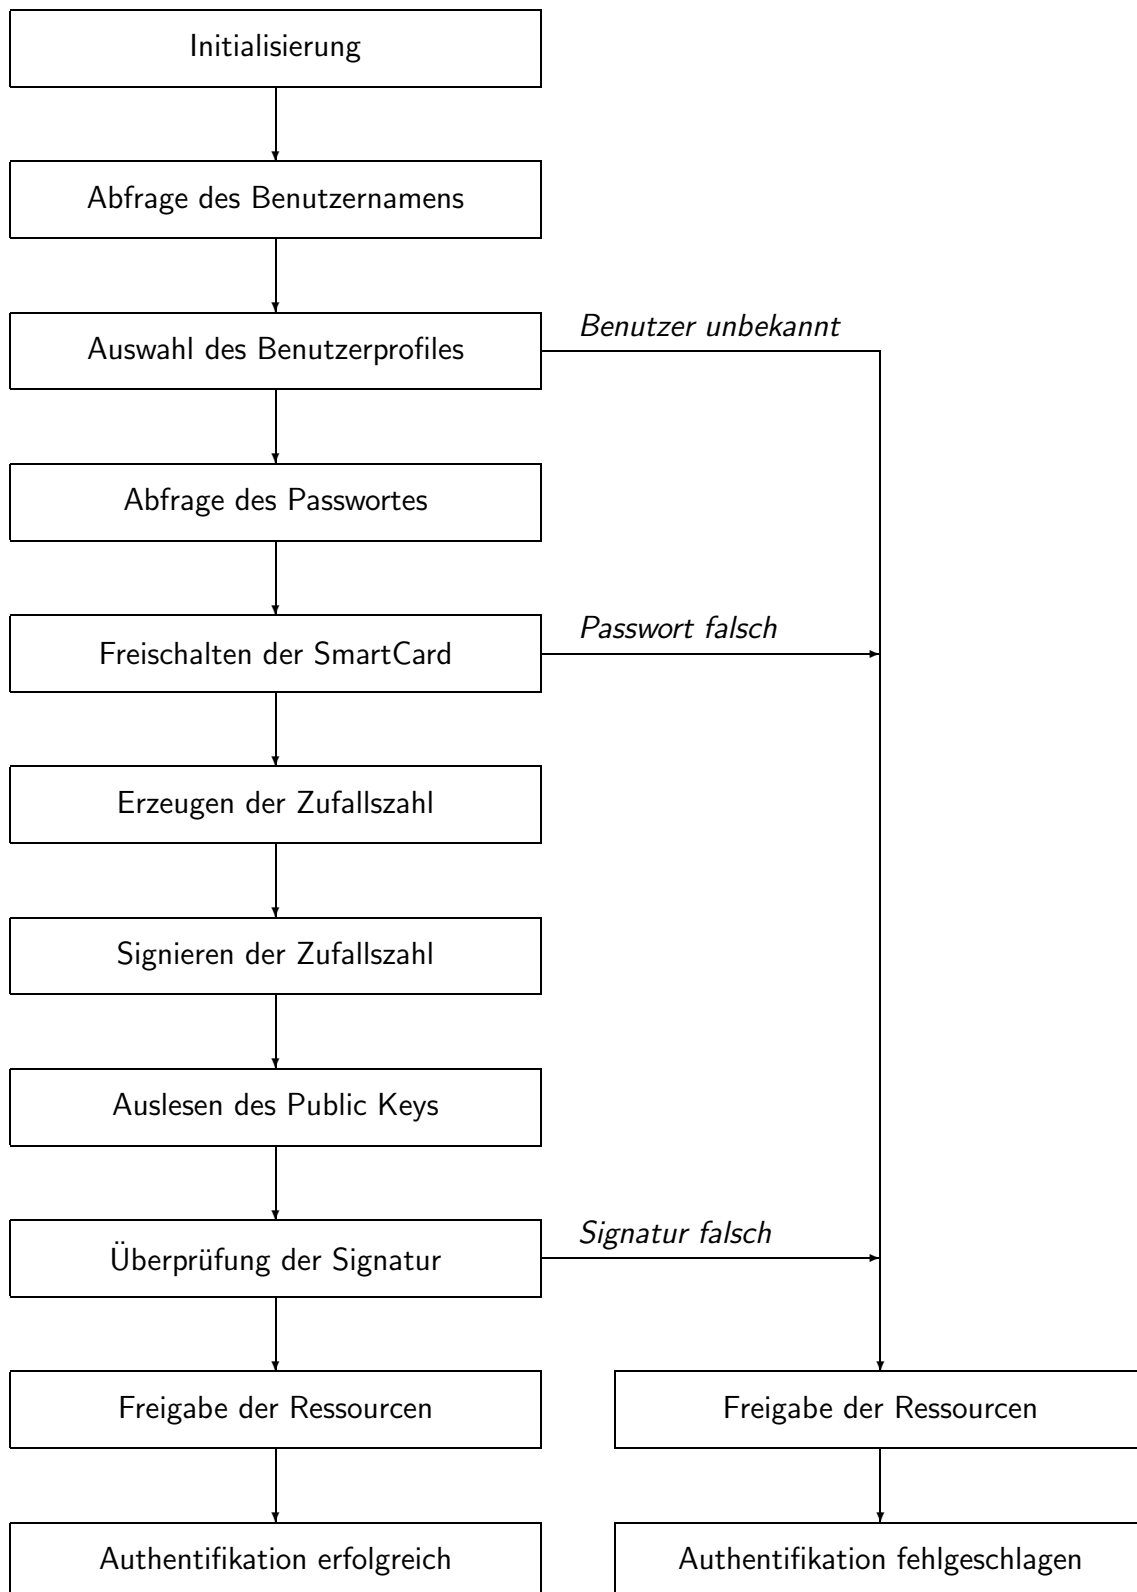 Initialisierung
Abfrage des Benutzernamens
Benutzer unbekannt
Auswahl des Benutzerprofiles
Abfrage des Passwortes
Passwort falsch
Freischalten der SmartCard
Erzeugen der Zufallszahl
Signieren der Zufallszahl
Auslesen des Public Keys
Signatur falsch
Überprüfung der Signatur
Freigabe der Ressourcen
Freigabe der Ressourcen
Authentifikation erfolgreich
Authentifikation fehlgeschlagen